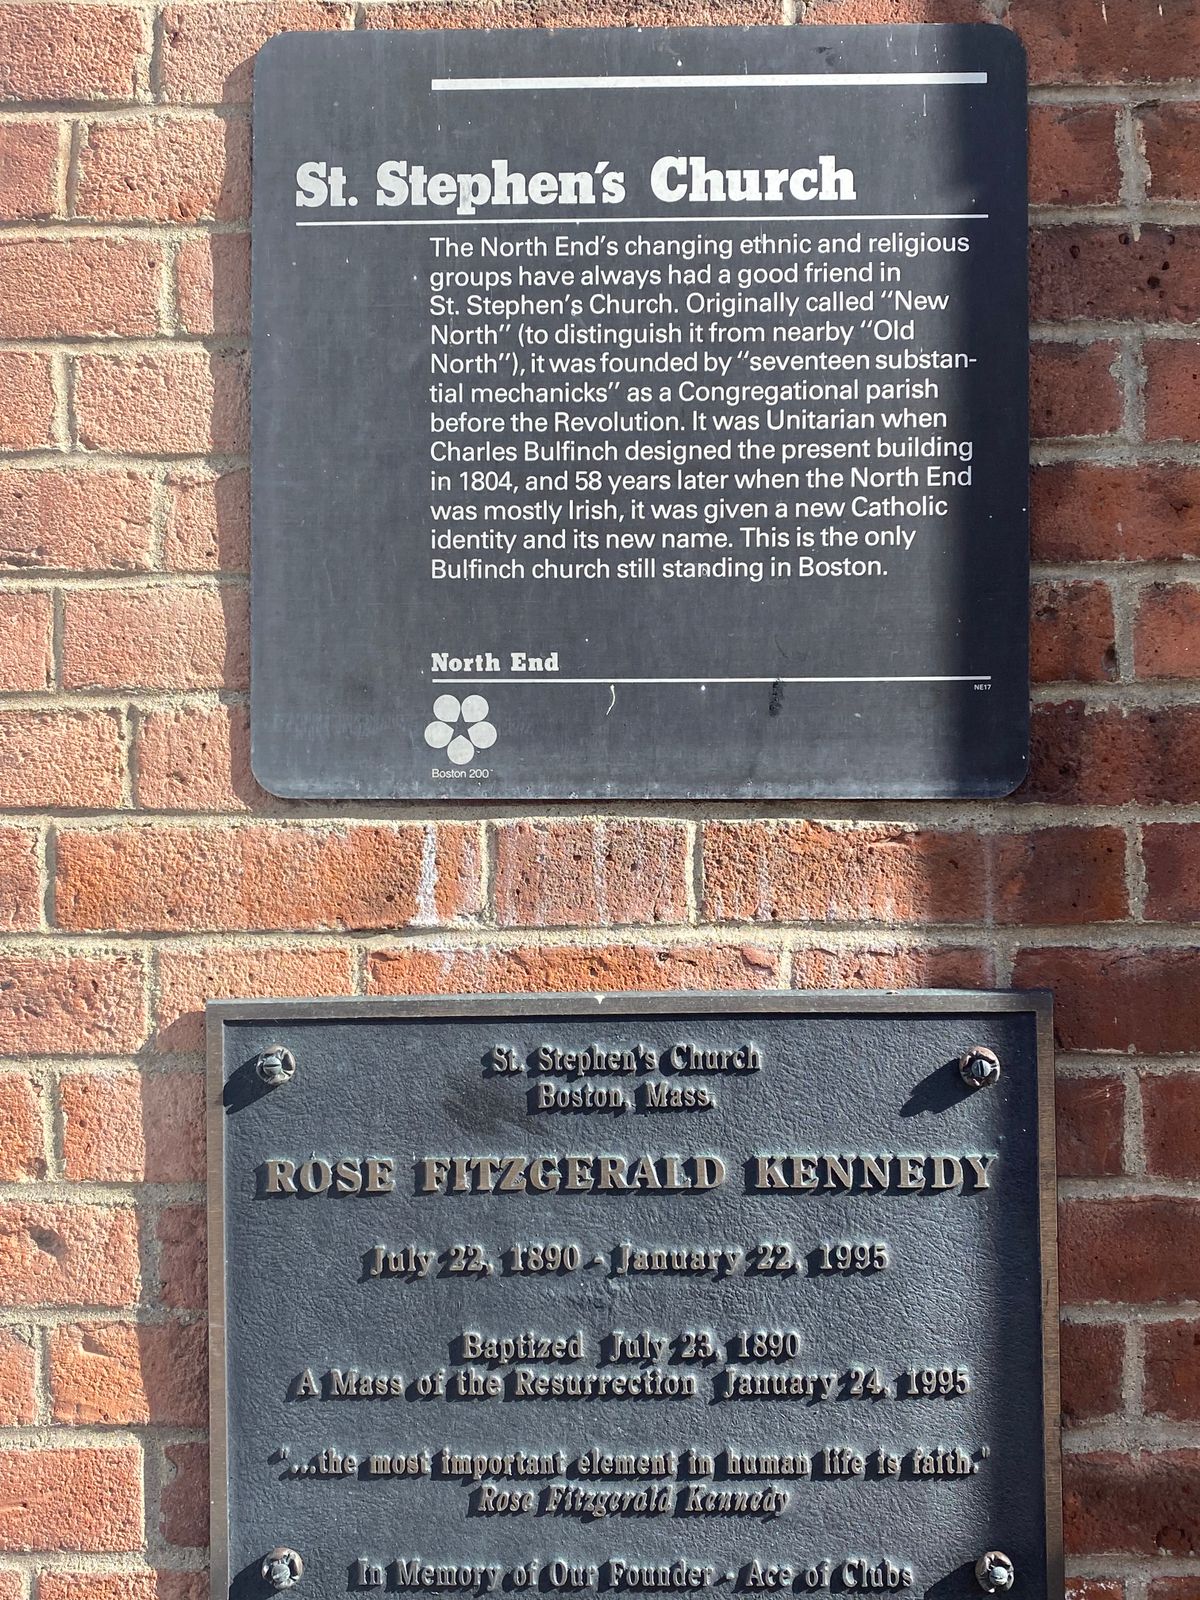 St. Stephen's Church
The North End's changing ethnic and religious
groups have always had a good friend in
St. Stephen's Church. Originally called "New
North" (to distinguish it from nearby "Old
North"), it was founded by "seventeen substan-
tial mechanicks" as a Congregational parish
before the Revolution. It was Unitarian when
Charles Bulfinch designed the present building
in 1804, and 58 years later when the North End
was mostly Irish, it was given a new Catholic
identity and its new name. This is the only
Bulfinch church still standing in Boston.
North End
NE17
Boston 200
St. Stephen's Church
Boston, Mass.
ROSE FITZGERALD KENNEDY
July 22, 1890 - January 22, 1995
Baptized July 23, 1890
A Mass of the Resurrection January 24, 1995
"...the most important element in human life is faith."
Rose Fitzgerald Kennedy
In Memory of Our Founder - Ace of Clubs